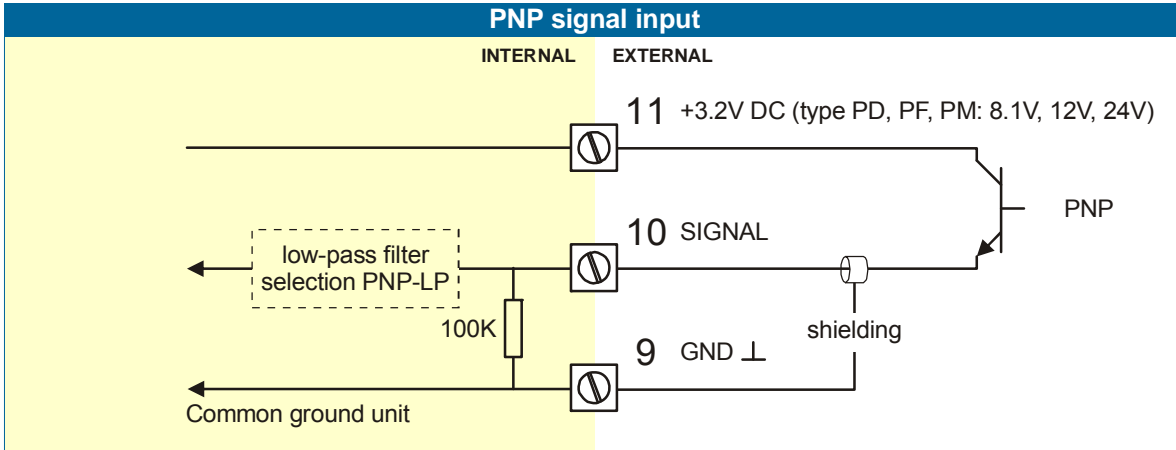 PNP signal input
INTERNAL EXTERNAL
11 +3.2V DC (type PD, PF, PM: 8.1V, 12V, 24V)
PNP
10 SIGNAL
low-pass filter
selection PNP-LP
100K
shielding
9 GND ⊥
Common ground unit